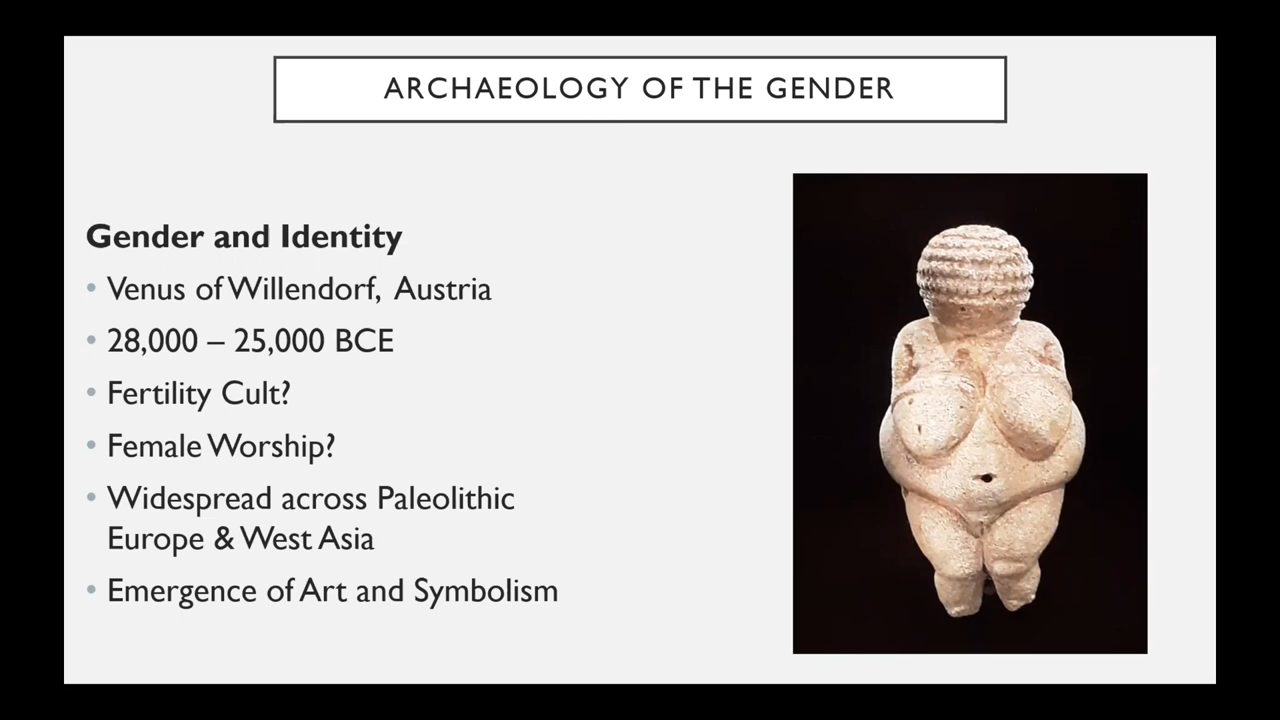 ARCHAEOLOGY OF THE GENDER
Gender and Identity
• Venus of Willendorf, Austria
• 28,000 – 25,000 BCE
• Fertility Cult?
• Female Worship?
• Widespread across Paleolithic
Europe & West Asia
• Emergence of Art and Symbolism